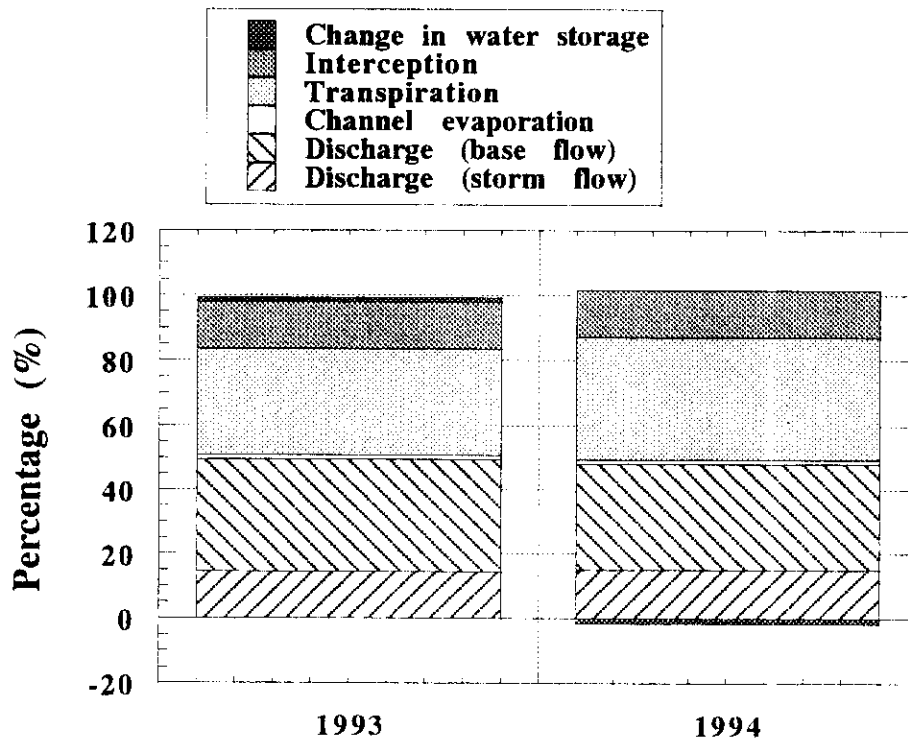 Change in water storage
Interception
Transpiration
Channel evaporation
Discharge (base flow)
Discharge (storm flow)
120
100
80
60
40
20
0
-20
Percentage (%)
1993
1994